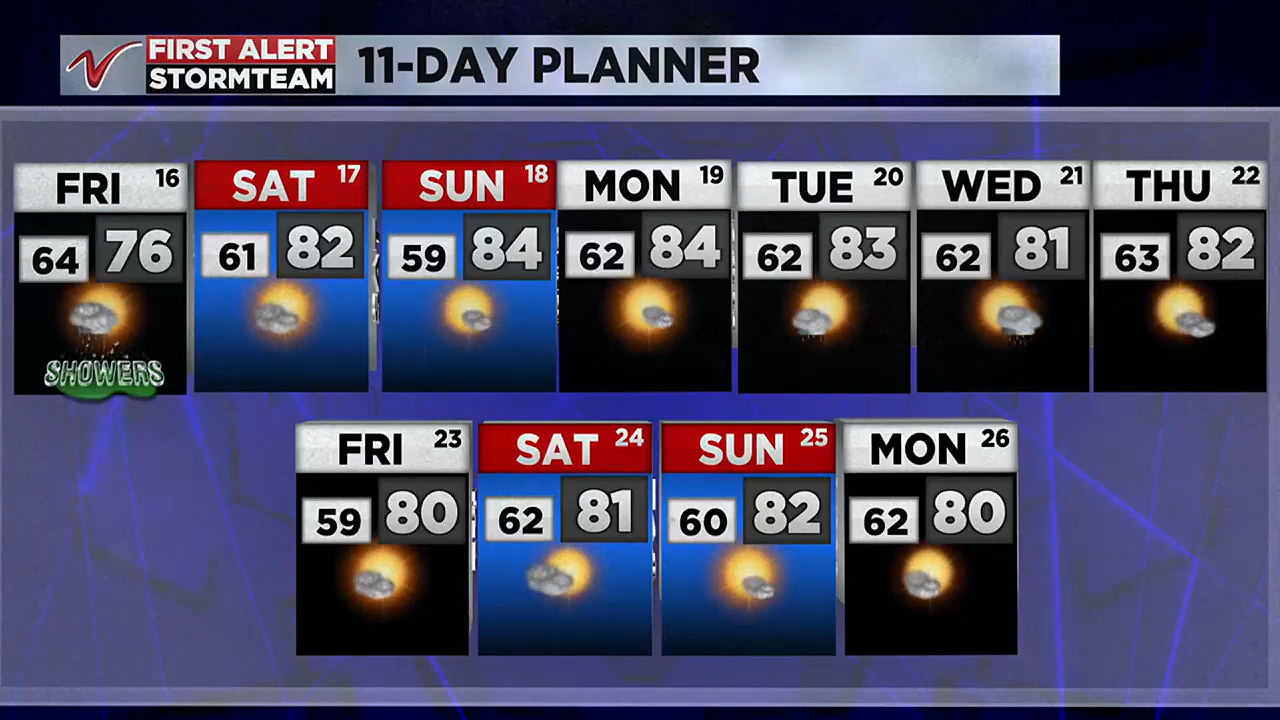 FIRST ALERT
STORMTEAM
11-DAY PLANNER
FRI 16
64 76
SHOWERS
SAT 17
61 82
SUN 18
59 84
MON 19
62 84
TUE 20
62 83
WED 21
62 81
THU 22
63 82
FRI 23
59 80
SAT 24
62 81
SUN 25
60 82
MON 26
62 80